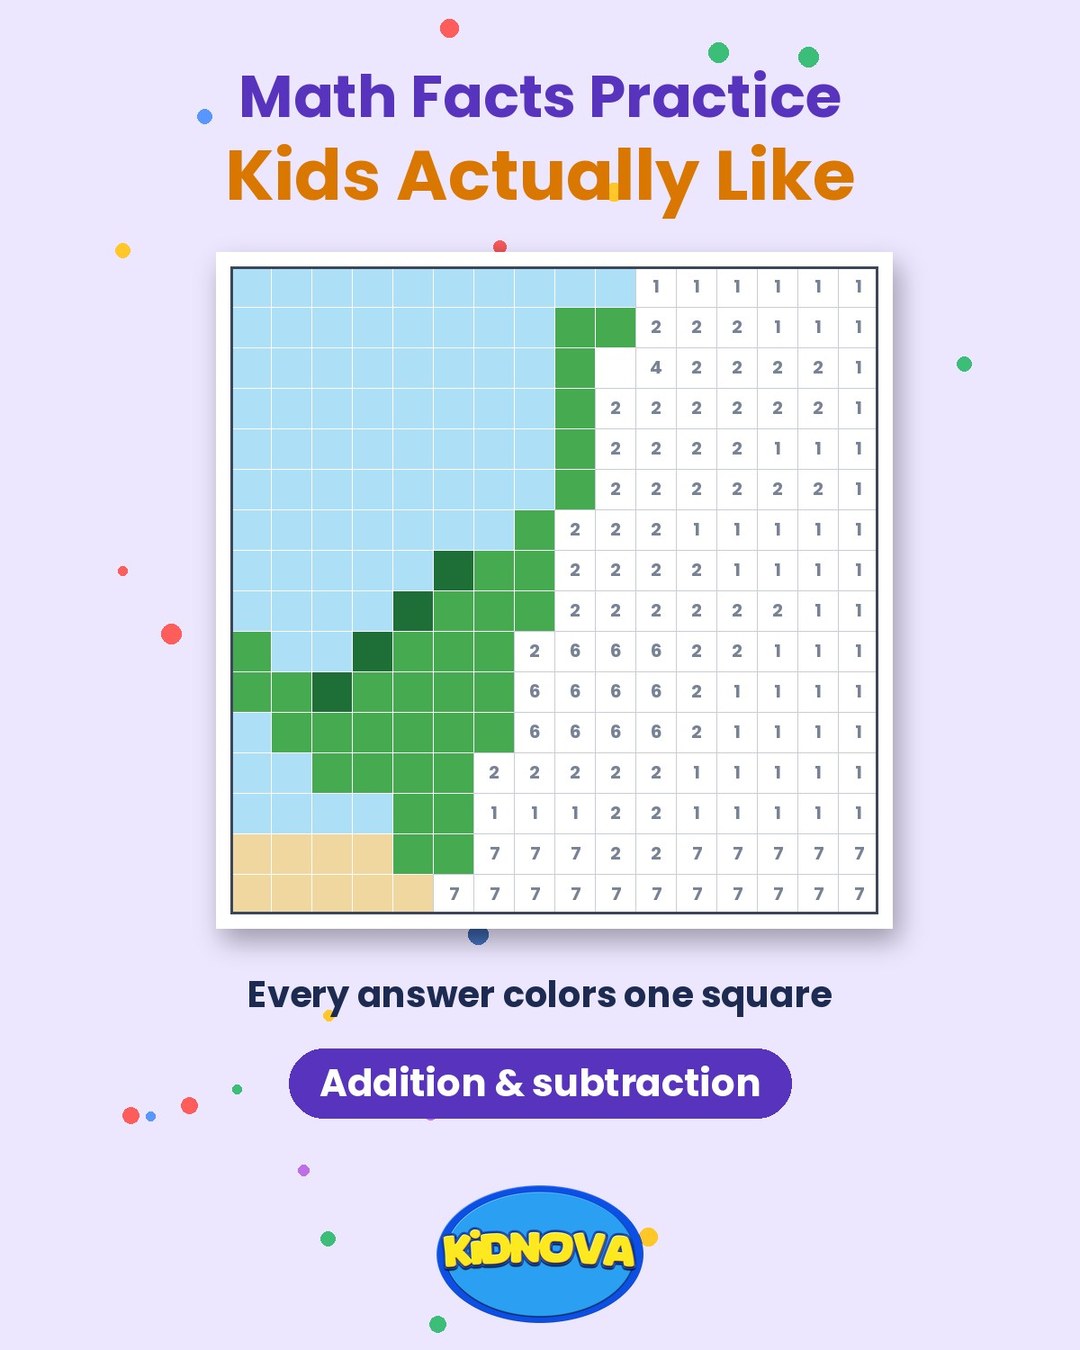 Math Facts Practice
Kids Actually Like
1 1 1 1 1 1
2 2 2 1 1 1
4 2 2 2 2 1
2 2 2 2 2 2 1
2 2 2 2 1 1 1
2 2 2 2 2 2 1
2 2 2 1 1 1 1 1
2 2 2 2 1 1 1 1
2 2 2 2 2 2 1 1
2 6 6 6 2 2 1 1 1
6 6 6 6 2 1 1 1 1
6 6 6 6 2 1 1 1 1
2 2 2 2 2 1 1 1 1 1
1 1 1 2 2 1 1 1 1 1
7 7 7 2 2 7 7 7 7 7
7 7 7 7 7 7 7 7 7 7 7
Every answer colors one square
Addition & subtraction
KiDNOVA